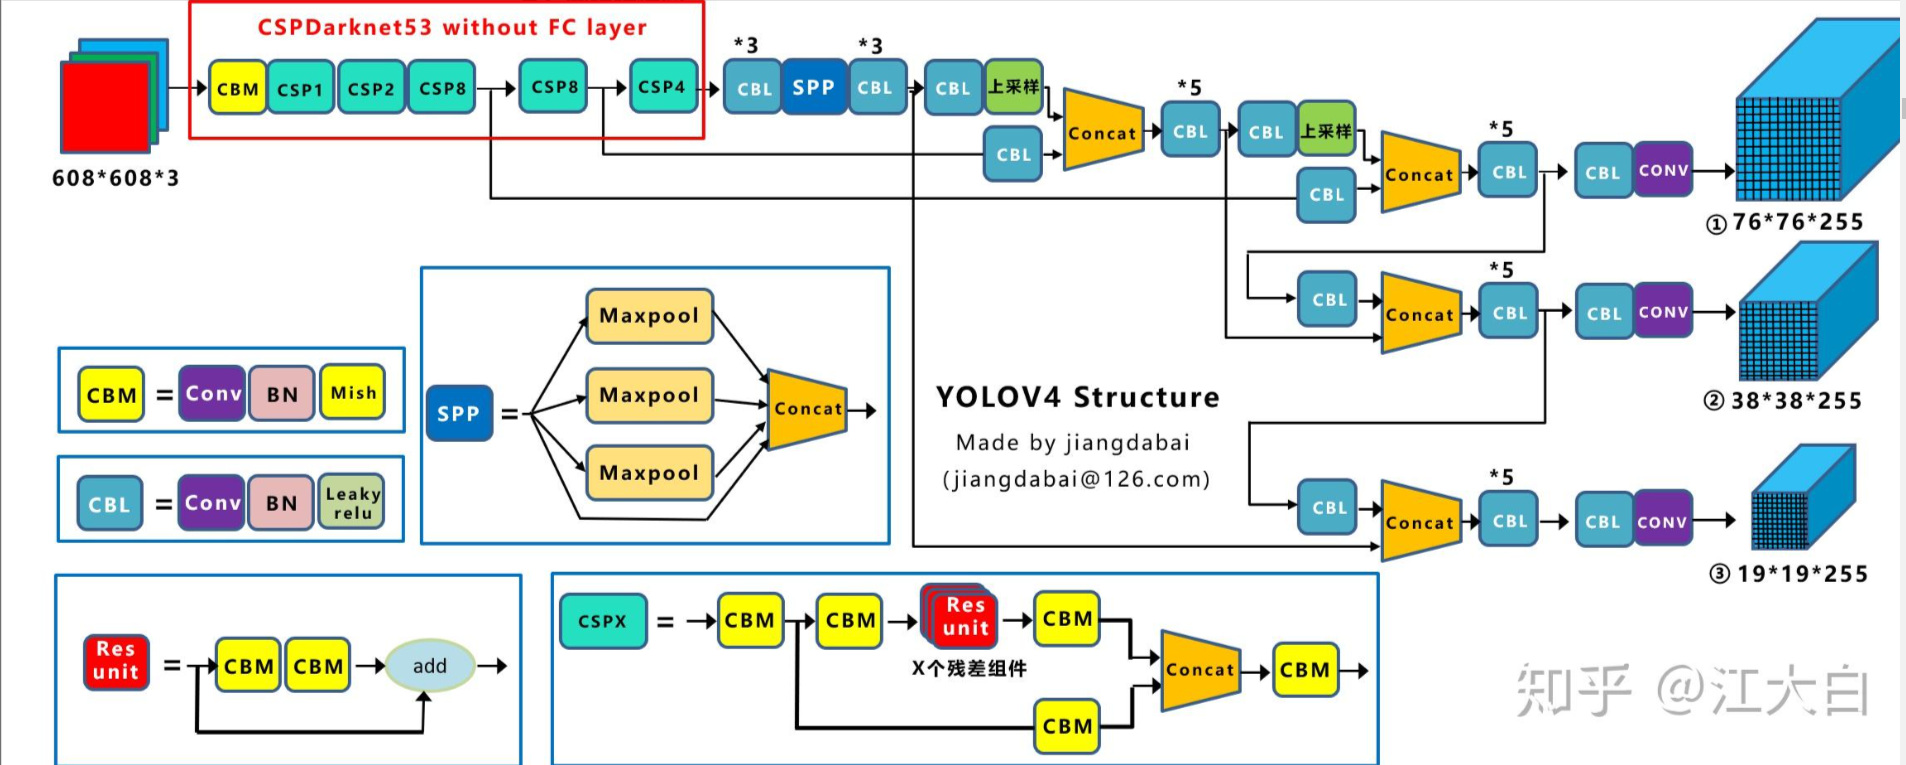 CSPDarknet53 without FC layer
*3
*3
CBM
CSP1
CSP2
CSP8
CSP8
CSP4
CBL
SPP
CBL
CBL
上采样
CBL
Concat
*5
CBL
CBL
上采样
CBL
Concat
*5
CBL
CBL
CONV
608*608*3
① 76*76*255
CBL
Concat
*5
CBL
CBL
CONV
② 38*38*255
CBL
Concat
*5
CBL
CBL
CONV
③ 19*19*255
YOLOV4 Structure
Made by jiangdabai
(jiangdabai@126.com)
CBM = Conv BN Mish
CBL = Conv BN Leaky
relu
SPP =
Maxpool
Maxpool
Maxpool
Concat
Res
unit
=
CBM
CBM
add
CSPX =
CBM
CBM
Res
unit
X个残差组件
CBM
CBM
Concat
CBM
知乎 @江大白